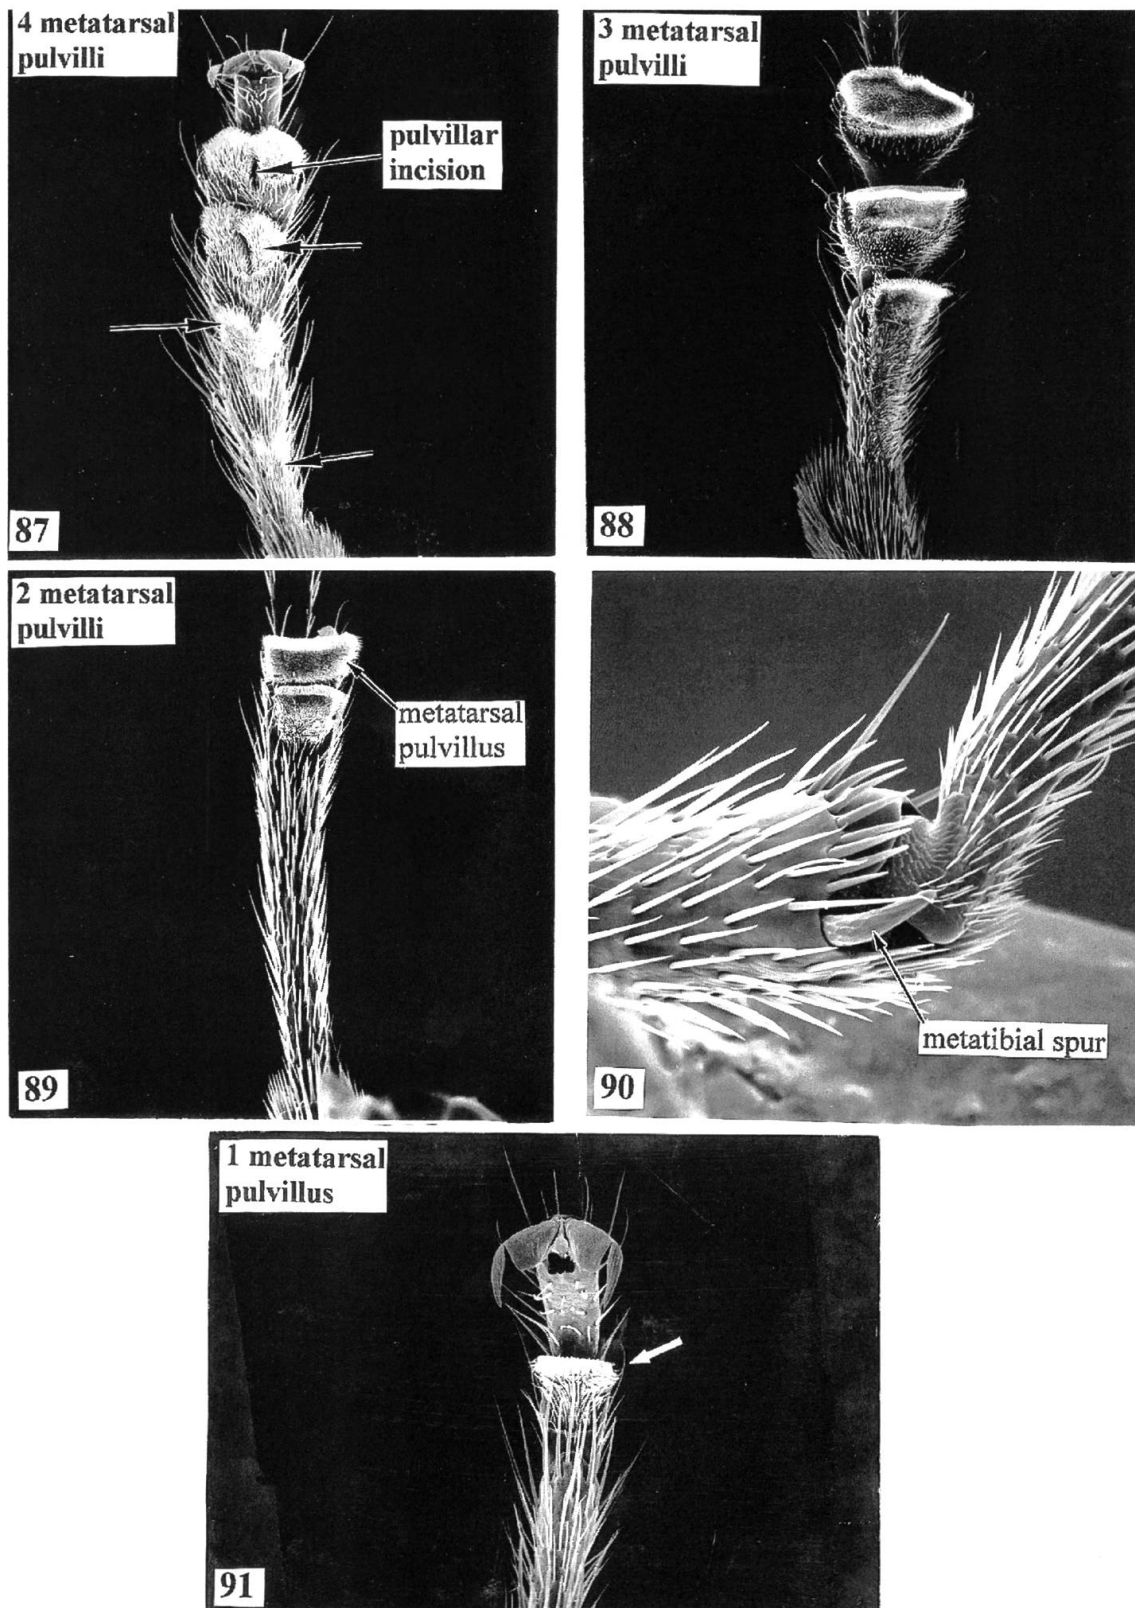 4 metatarsal
pulvilli
pulvillar
incision
87
3 metatarsal
pulvilli
88
2 metatarsal
pulvilli
metatarsal
pulvillus
89
metatibial spur
90
1 metatarsal
pulvillus
91